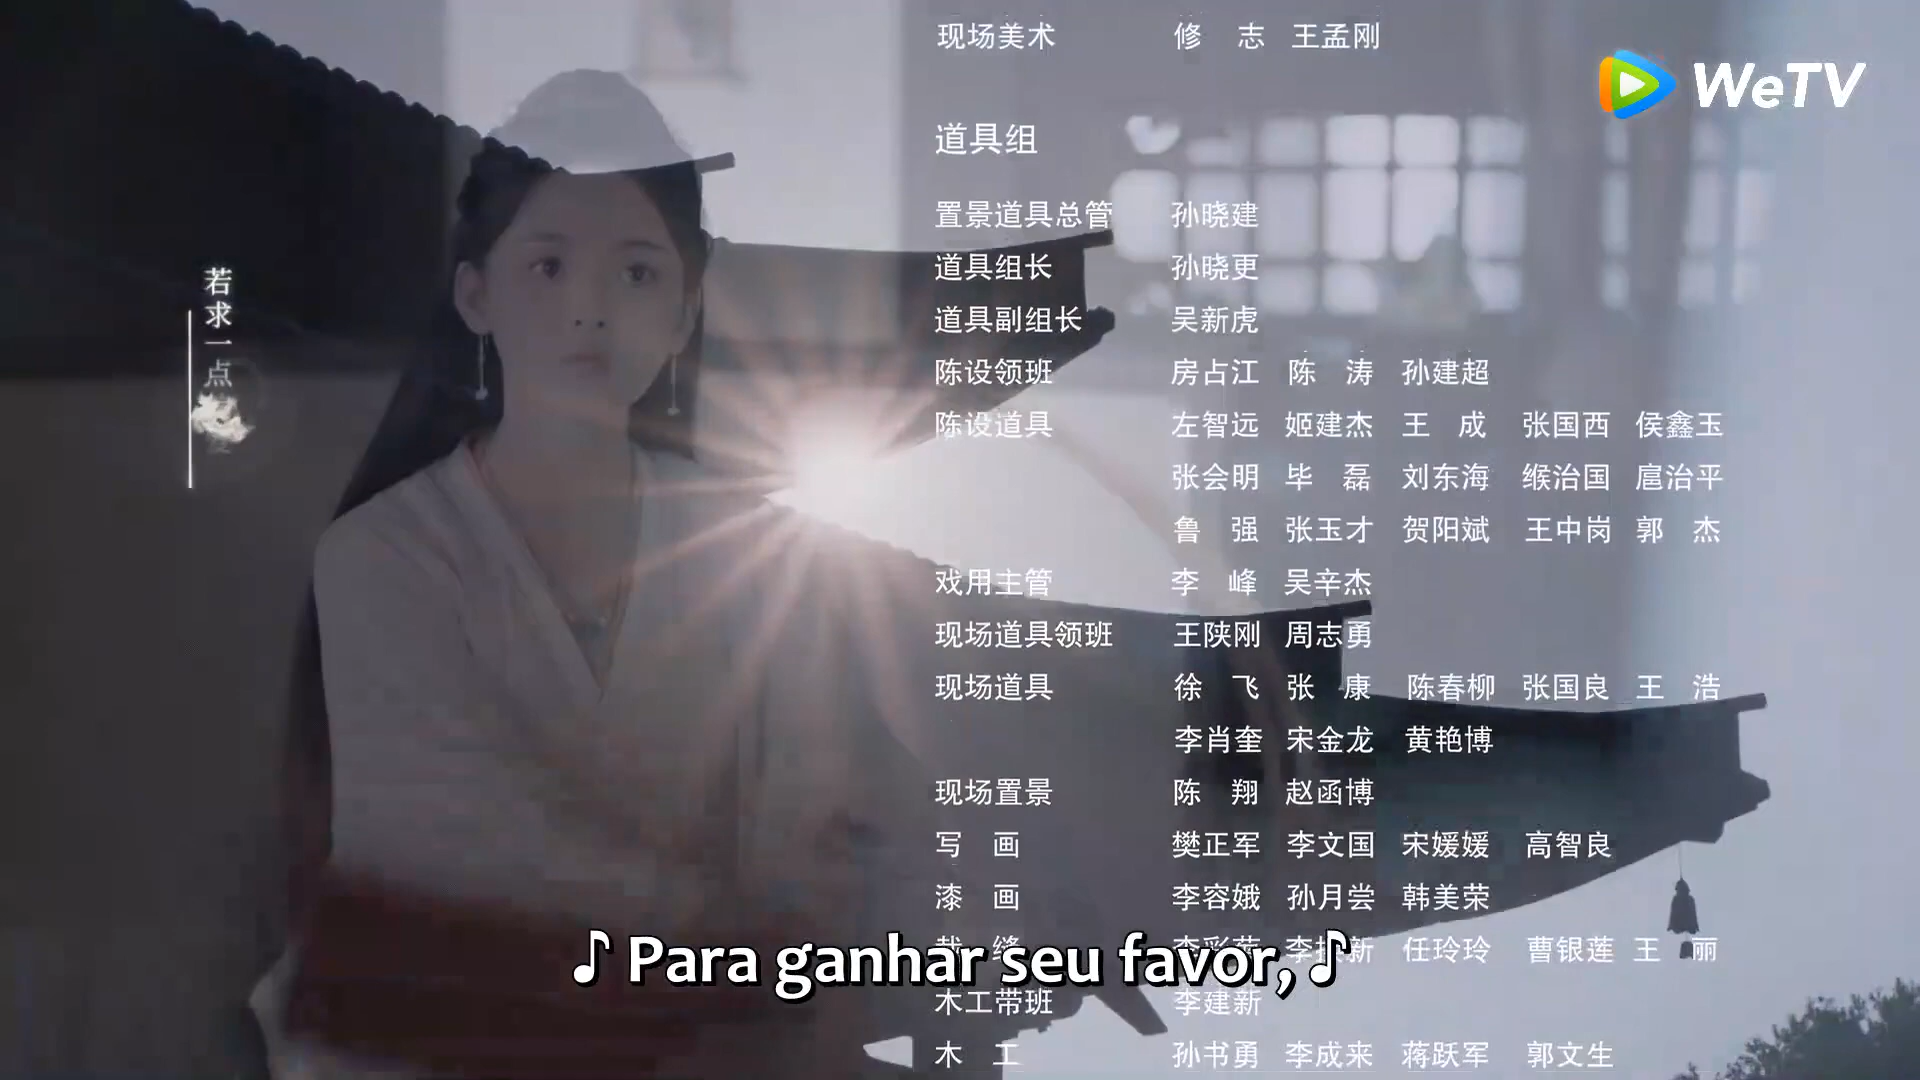 现场美术 修 志 王孟刚
WeTV
道具组
置景道具总管 孙晓建
道具组长 孙晓更
道具副组长 吴新虎
陈设领班 房占江 陈 涛 孙建超
陈设道具 左智远 姬建杰 王 成 张国西 侯鑫玉
张会明 毕 磊 刘东海 缑治国 扈治平
鲁 强 张玉才 贺阳斌 王中岗 郭 杰
戏用主管 李 峰 吴辛杰
现场道具领班 王陕刚 周志勇
现场道具 徐 飞 张 康 陈春柳 张国良 王 浩
李肖奎 宋金龙 黄艳博
现场置景 陈 翔 赵函博
写 画 樊正军 李文国 宋媛媛 高智良
漆 画 李容娥 孙月尝 韩美荣
裁 缝 任玲玲 曹银莲 王 丽
木工带班 李建新
木 工 孙书勇 李成来 蒋跃军 郭文生
若求一点
♪ Para ganhar seu favor, ♪